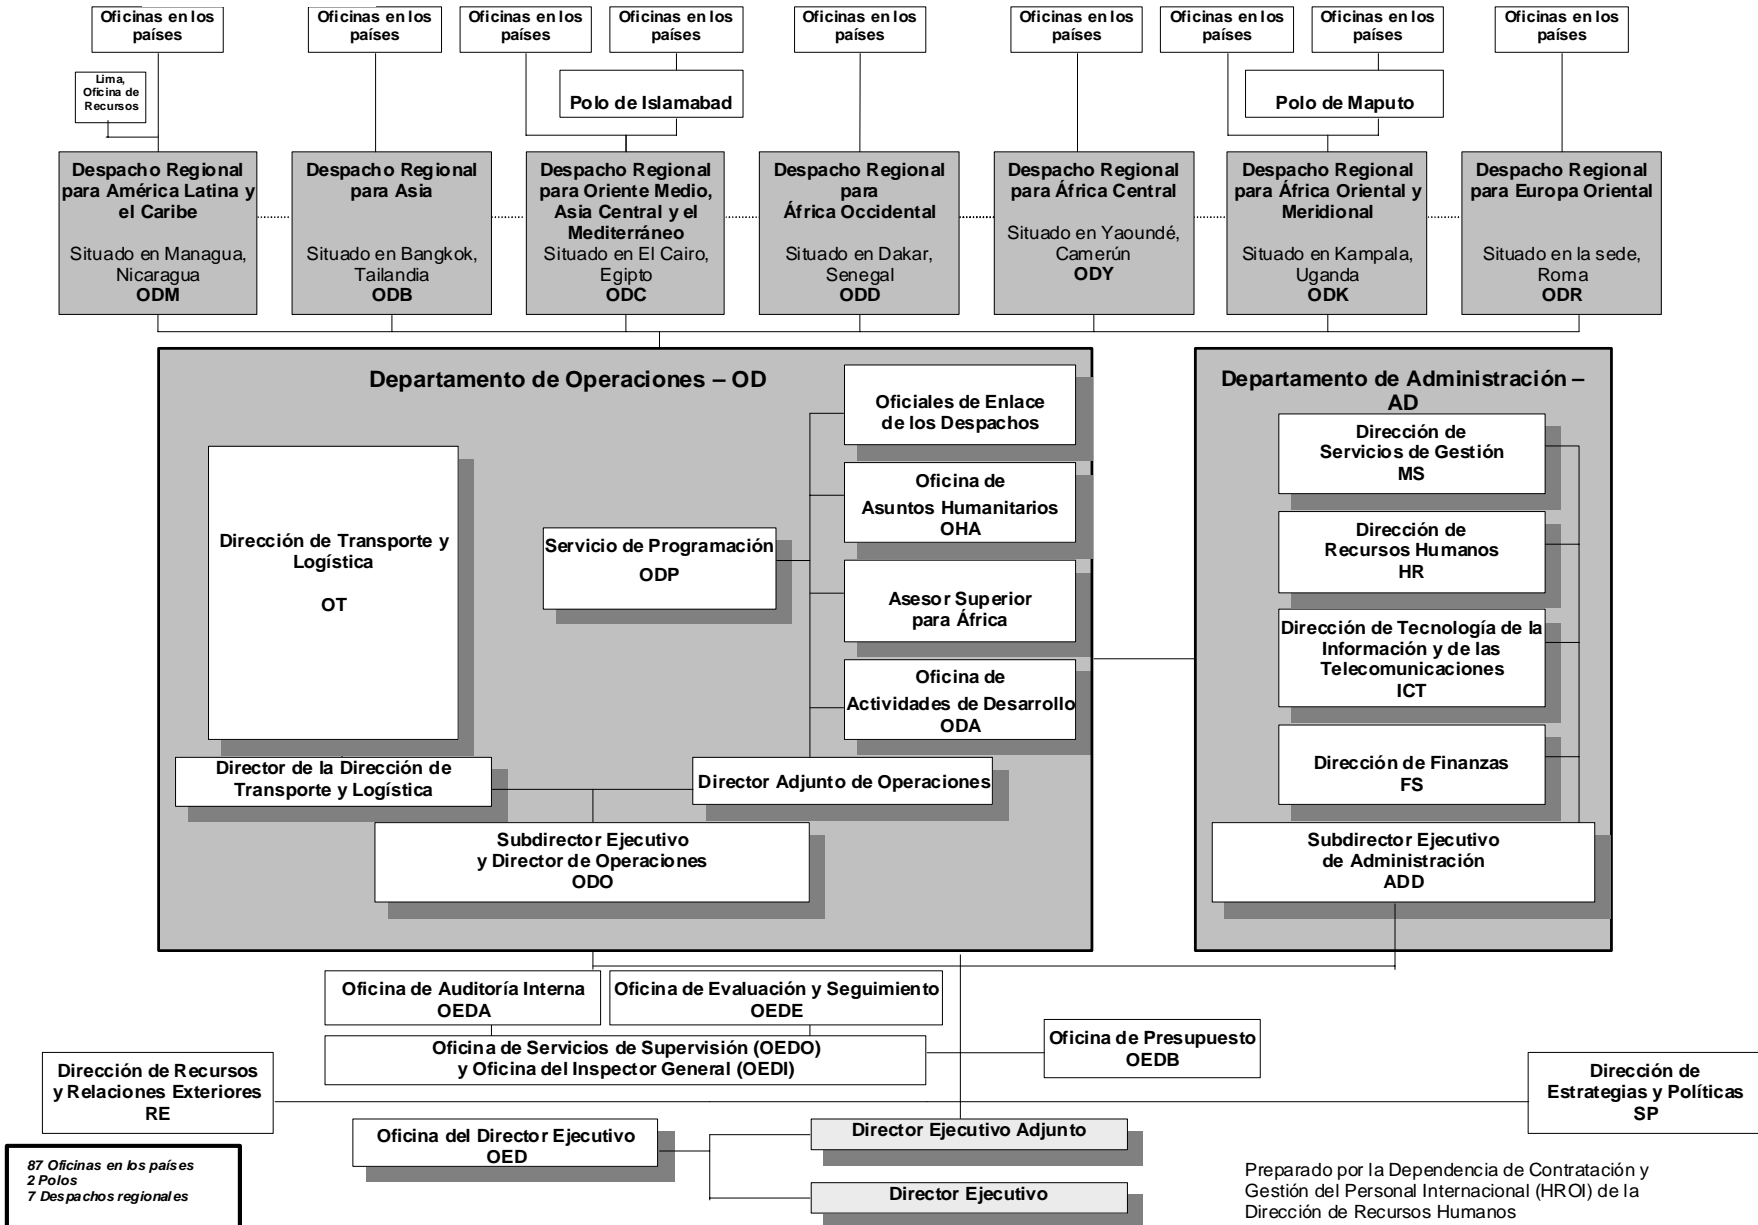 Oficinas en los
países
Oficinas en los
países
Oficinas en los
países
Oficinas en los
países
Oficinas en los
países
Oficinas en los
países
Oficinas en los
países
Oficinas en los
países
Oficinas en los
países
Lima,
Oficina de
Recursos
Polo de Islamabad
Polo de Maputo
Despacho Regional
para América Latina y
el Caribe
Situado en Managua,
Nicaragua
ODM
Despacho Regional
para Asia
Situado en Bangkok,
Tailandia
ODB
Despacho Regional
para Oriente Medio,
Asia Central y el
Mediterráneo
Situado en El Cairo,
Egipto
ODC
Despacho Regional
para
África Occidental
Situado en Dakar,
Senegal
ODD
Despacho Regional
para África Central
Situado en Yaoundé,
Camerún
ODY
Despacho Regional
para África Oriental y
Meridional
Situado en Kampala,
Uganda
ODK
Despacho Regional
para Europa Oriental
Situado en la sede,
Roma
ODR
Departamento de Operaciones – OD
Dirección de Transporte y
Logística
OT
Servicio de Programación
ODP
Oficiales de Enlace
de los Despachos
Oficina de
Asuntos Humanitarios
OHA
Asesor Superior
para África
Oficina de
Actividades de Desarrollo
ODA
Director de la Dirección de
Transporte y Logística
Director Adjunto de Operaciones
Subdirector Ejecutivo
y Director de Operaciones
ODO
Departamento de Administración –
AD
Dirección de
Servicios de Gestión
MS
Dirección de
Recursos Humanos
HR
Dirección de Tecnología de la
Información y de las
Telecomunicaciones
ICT
Dirección de Finanzas
FS
Subdirector Ejecutivo
de Administración
ADD
Oficina de Auditoría Interna
OEDA
Oficina de Evaluación y Seguimiento
OEDE
Oficina de Servicios de Supervisión (OEDO)
y Oficina del Inspector General (OEDI)
Oficina de Presupuesto
OEDB
Dirección de Recursos
y Relaciones Exteriores
RE
Dirección de
Estrategias y Políticas
SP
Oficina del Director Ejecutivo
OED
Director Ejecutivo Adjunto
Director Ejecutivo
87 Oficinas en los países
2 Polos
7 Despachos regionales
Preparado por la Dependencia de Contratación y
Gestión del Personal Internacional (HROI) de la
Dirección de Recursos Humanos